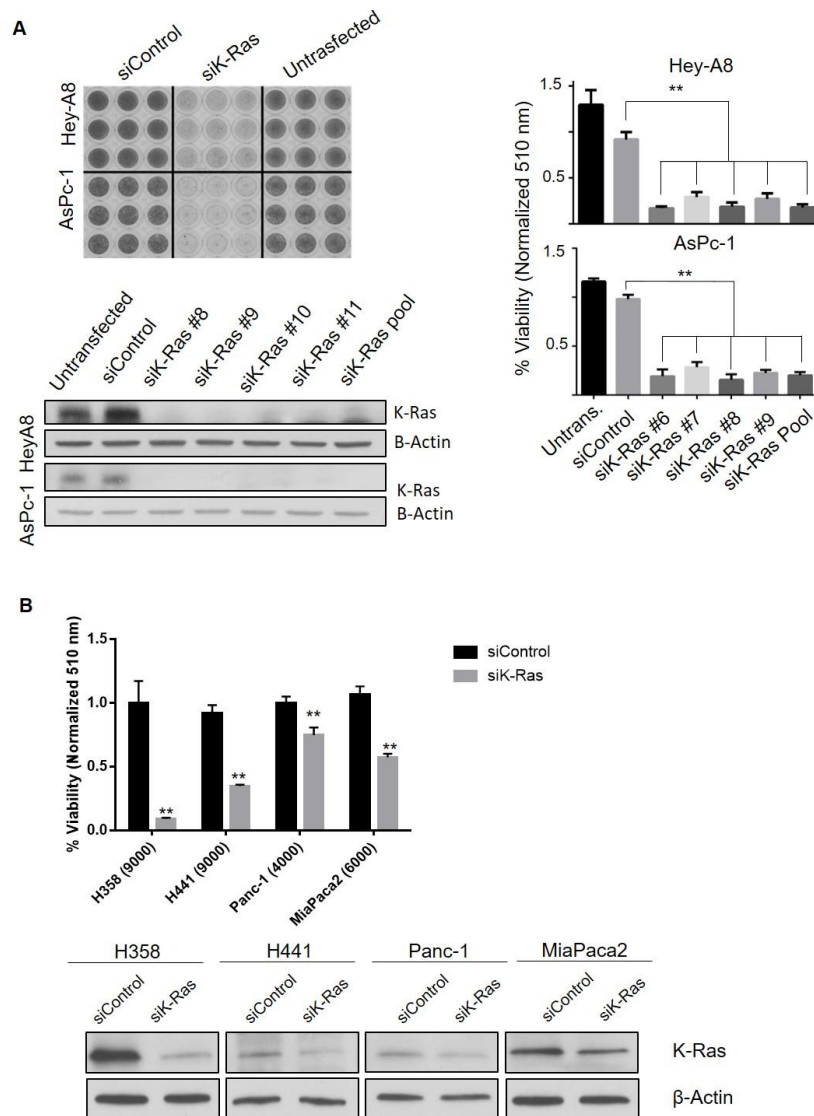 A
siControl
siK-Ras
Untrasfected
Hey-A8
AsPc-1
Untransfected
siControl
siK-Ras #8
siK-Ras #9
siK-Ras #10
siK-Ras #11
siK-Ras pool
HeyA8
K-Ras
B-Actin
AsPc-1
K-Ras
B-Actin
% Viability (Normalized 510 nm)
Hey-A8
1.5
1
0.5
**
AsPc-1
1.5
1
0.5
**
Untrans.
siControl
siK-Ras #6
siK-Ras #7
siK-Ras #8
siK-Ras #9
siK-Ras Pool
B
% Viability (Normalized 510 nm)
1.5
1.0
0.5
0.0
**
**
**
**
siControl
siK-Ras
H358 (9000)
H441 (9000)
Panc-1 (4000)
MiaPaca2 (6000)
H358
H441
Panc-1
MiaPaca2
siControl
siK-Ras
siControl
siK-Ras
siControl
siK-Ras
siControl
siK-Ras
K-Ras
β-Actin